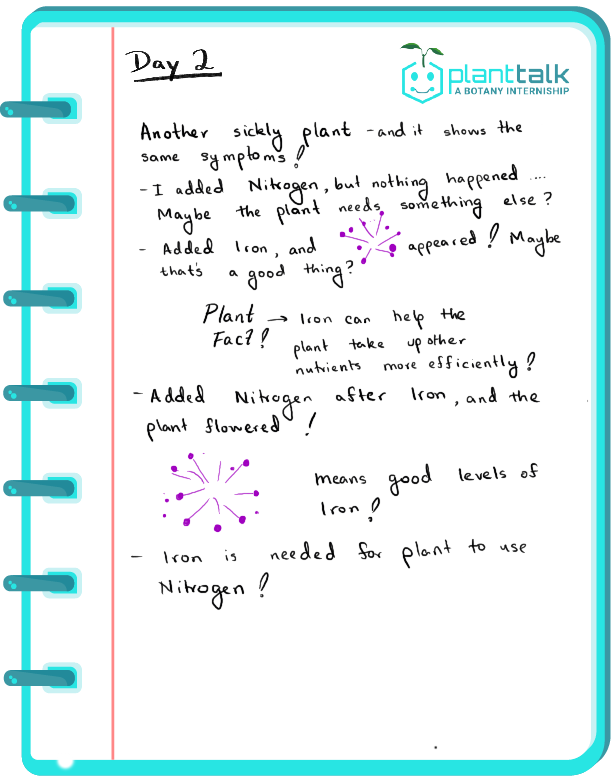 Day 2
planttalk
A BOTANY INTERNISHIP
Another sickly plant - and it shows the
same symptoms!
- I added Nitrogen, but nothing happened ....
Maybe the plant needs something else?
- Added Iron, and appeared! Maybe
that's a good thing?
Plant → Iron can help the
Fact! plant take up other
nutrients more efficiently!
- Added Nitrogen after Iron, and the
plant flowered!
means good levels of
Iron!
- Iron is needed for plant to use
Nitrogen!